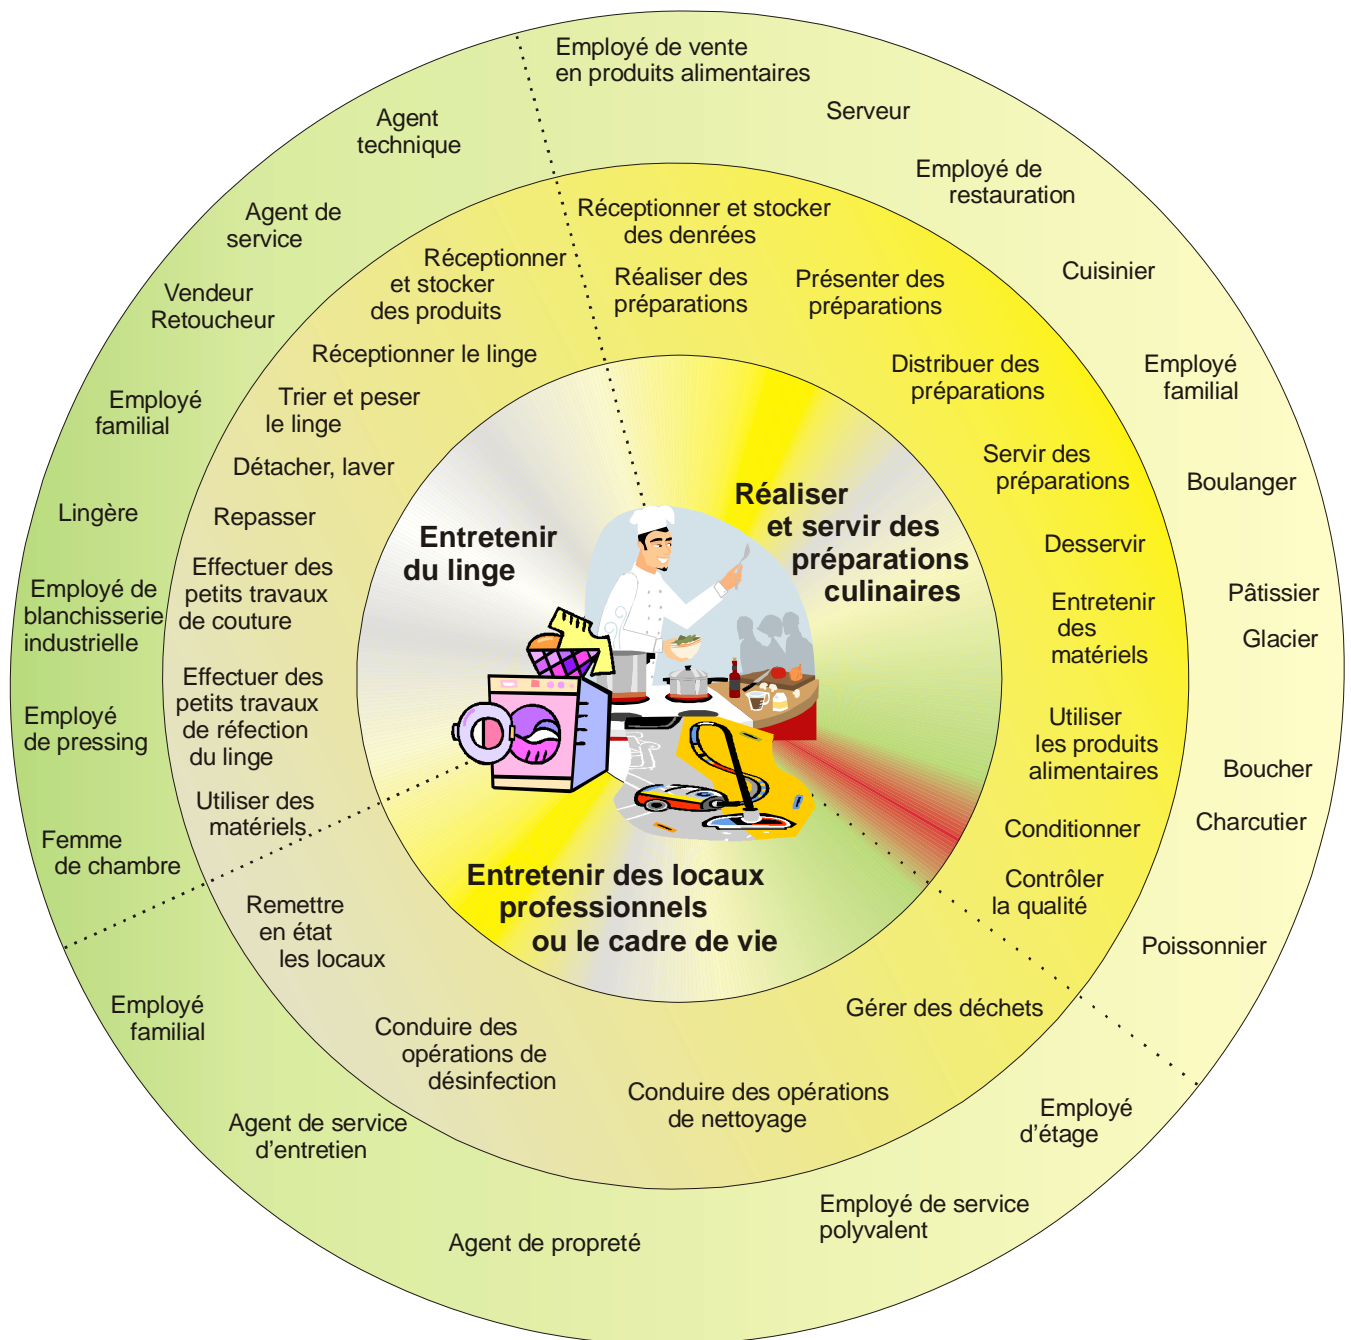 Employé de vente
en produits alimentaires
Serveur
Employé de
restauration
Cuisinier
Employé
familial
Boulanger
Pâtissier
Glacier
Boucher
Charcutier
Poissonnier
Réceptionner et stocker
des denrées
Réaliser des
préparations
Présenter des
préparations
Distribuer des
préparations
Servir des
préparations
Desservir
Entretenir
des
matériels
Utiliser
les produits
alimentaires
Conditionner
Contrôler
la qualité
Réaliser
et servir des
préparations
culinaires
Agent
technique
Agent de
service
Vendeur
Retoucheur
Employé
familial
Lingère
Employé de
blanchisserie
industrielle
Employé
de pressing
Femme
de chambre
Réceptionner
et stocker
des produits
Réceptionner le linge
Trier et peser
le linge
Détacher, laver
Repasser
Effectuer des
petits travaux
de couture
Effectuer des
petits travaux
de réfection
du linge
Utiliser des
matériels
Entretenir
du linge
Entretenir des locaux
professionnels
ou le cadre de vie
Remettre
en état
les locaux
Conduire des
opérations de
désinfection
Conduire des opérations
de nettoyage
Gérer des déchets
Employé
familial
Agent de service
d'entretien
Agent de propreté
Employé de service
polyvalent
Employé
d'étage